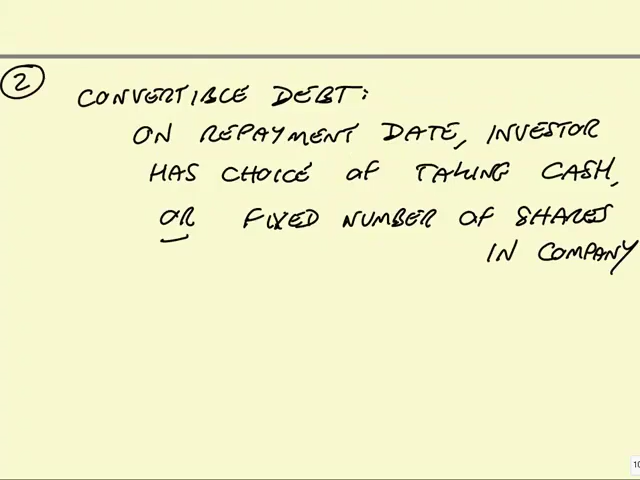 2
CONVERTIBLE DEBT:
ON REPAYMENT DATE, INVESTOR
HAS CHOICE OF TAKING CASH,
OR FIXED NUMBER OF SHARES
IN COMPANY
10